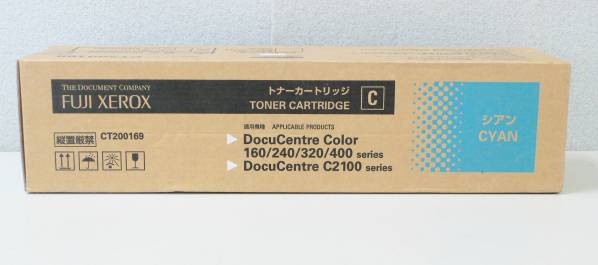 THE DOCUMENT COMPANY
FUJI XEROX
トナーカートリッジ
TONER CARTRIDGE
C
縦置厳禁 CT200169
適用機種 APPLICABLE PRODUCTS
DocuCentre Color
160/240/320/400 series
DocuCentre C2100 series
シアン
CYAN